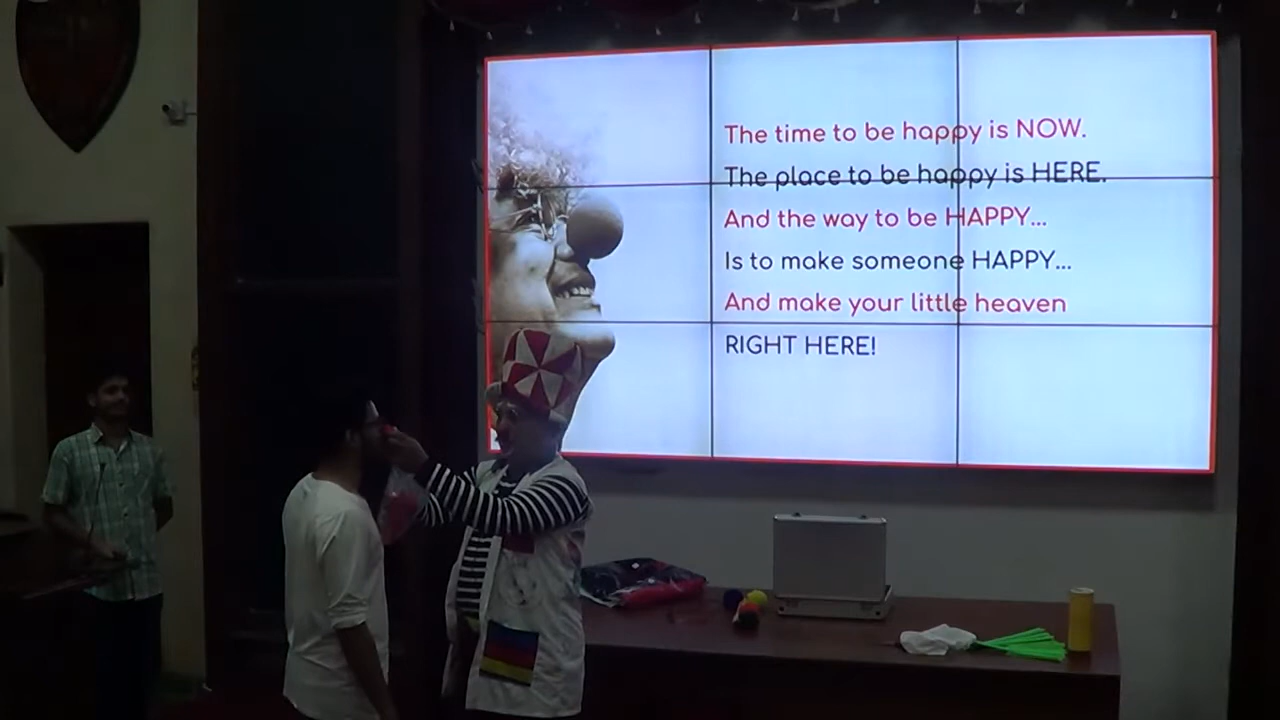 The time to be happy is NOW.
The place to be happy is HERE.
And the way to be HAPPY...
Is to make someone HAPPY...
And make your little heaven
RIGHT HERE!